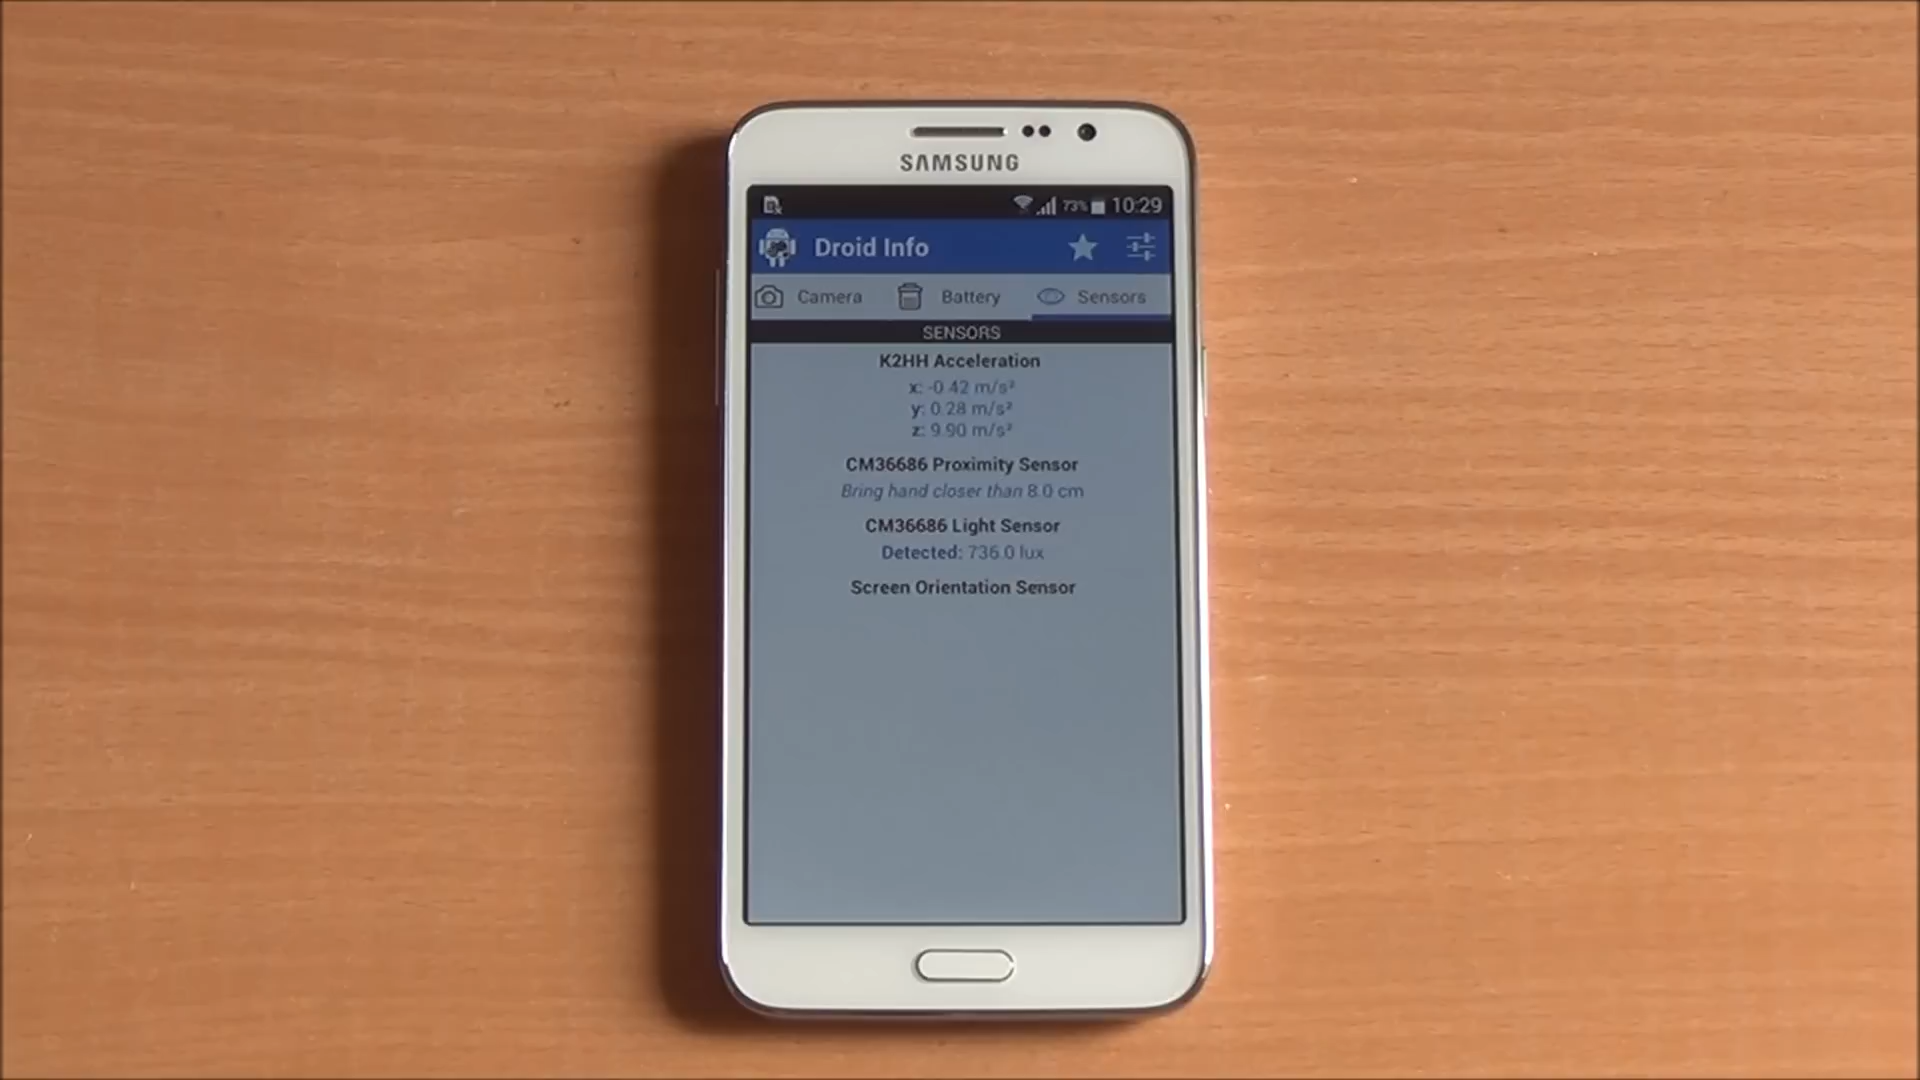 SAMSUNG
73% 10:29
Droid Info
Camera Battery Sensors
SENSORS
K2HH Acceleration
x: -0.42 m/s²
y: 0.28 m/s²
z: 9.90 m/s²
CM36686 Proximity Sensor
Bring hand closer than 8.0 cm
CM36686 Light Sensor
Detected: 736.0 lux
Screen Orientation Sensor